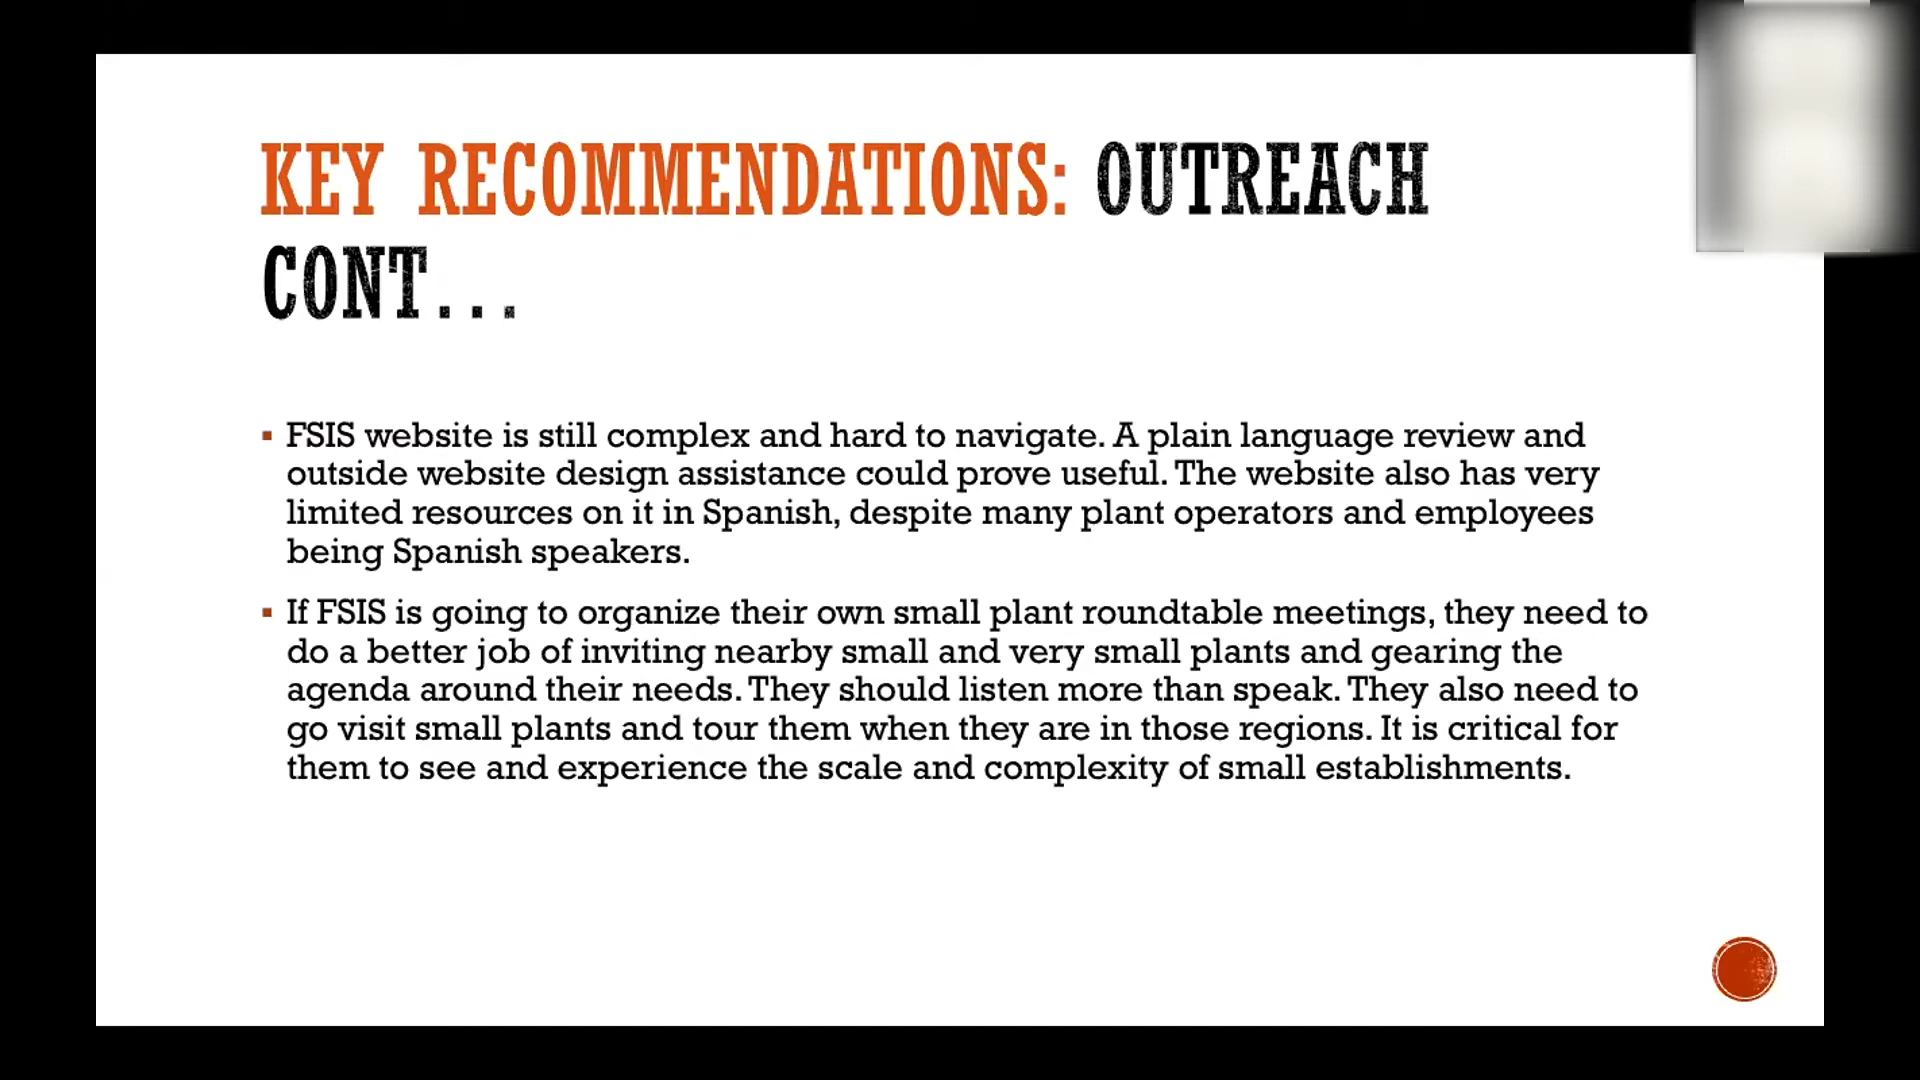 KEY RECOMMENDATIONS: OUTREACH
CONT...
▪ FSIS website is still complex and hard to navigate. A plain language review and
outside website design assistance could prove useful. The website also has very
limited resources on it in Spanish, despite many plant operators and employees
being Spanish speakers.
▪ If FSIS is going to organize their own small plant roundtable meetings, they need to
do a better job of inviting nearby small and very small plants and gearing the
agenda around their needs. They should listen more than speak. They also need to
go visit small plants and tour them when they are in those regions. It is critical for
them to see and experience the scale and complexity of small establishments.